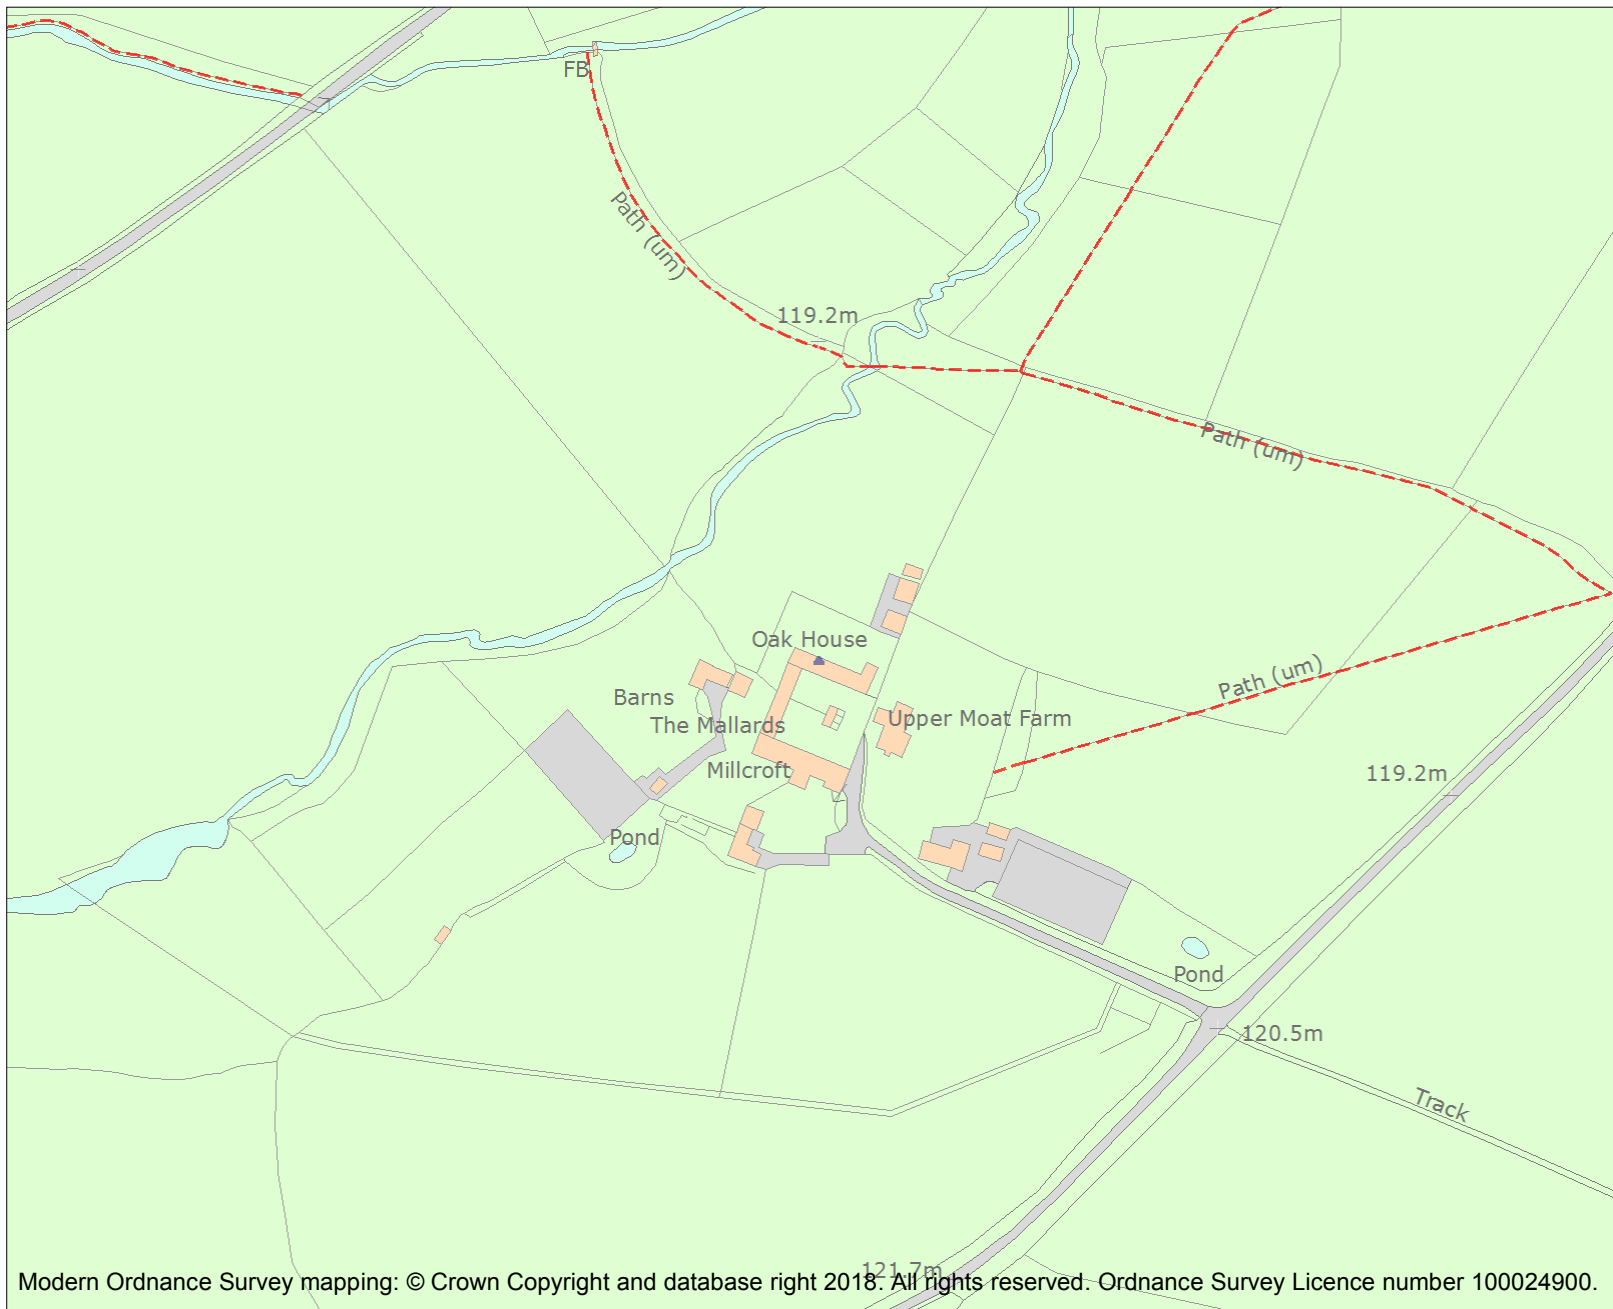 FB
Path (um)
119.2m
Path (um)
Oak House
Path (um)
Barns
The Mallards
Upper Moat Farm
Millcroft
119.2m
Pond
Pond
120.5m
Track
121.7m
Modern Ordnance Survey mapping: © Crown Copyright and database right 2018. All rights reserved. Ordnance Survey Licence number 100024900.